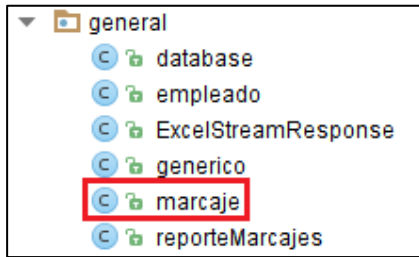 general
C database
C empleado
C ExcelStreamResponse
C generico
C marcaje
C reporteMarcajes